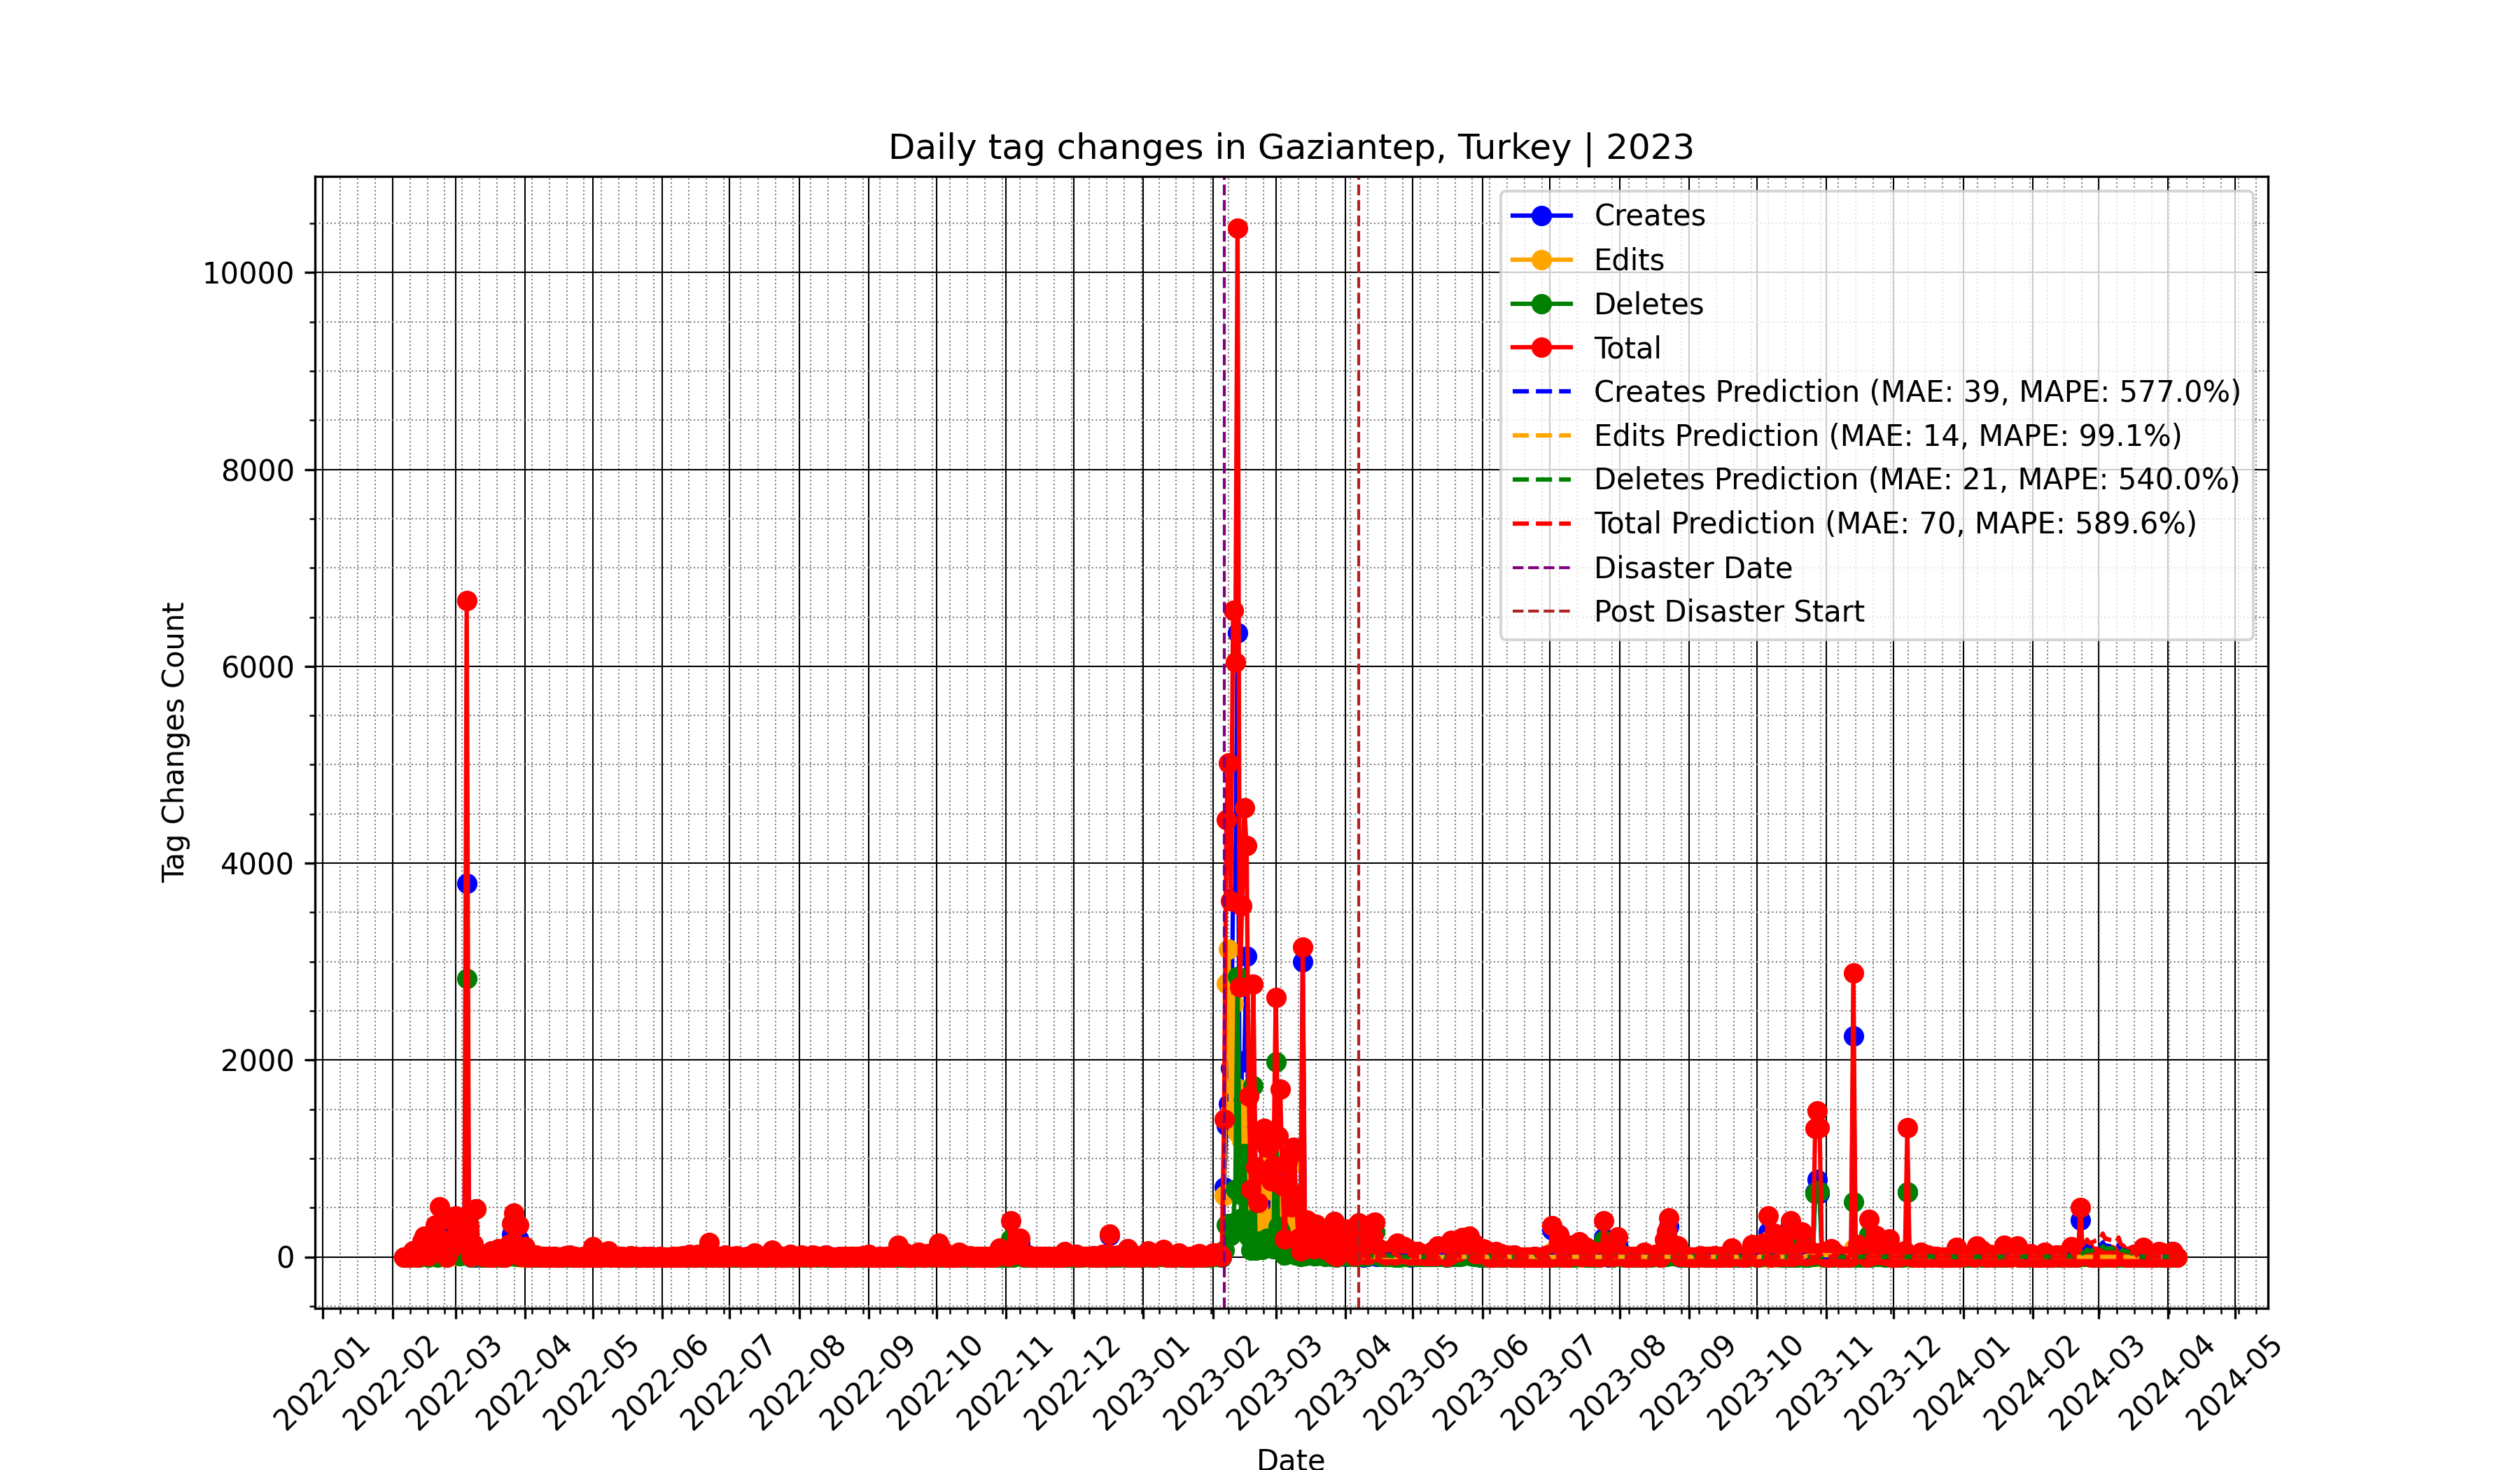 Daily tag changes in Gaziantep, Turkey | 2023
Creates
Edits
Deletes
Total
Creates Prediction (MAE: 39, MAPE: 577.0%)
Edits Prediction (MAE: 14, MAPE: 99.1%)
Deletes Prediction (MAE: 21, MAPE: 540.0%)
Total Prediction (MAE: 70, MAPE: 589.6%)
Disaster Date
Post Disaster Start
Tag Changes Count
10000
8000
6000
4000
2000
0
2022-01
2022-02
2022-03
2022-04
2022-05
2022-06
2022-07
2022-08
2022-09
2022-10
2022-11
2022-12
2023-01
2023-02
2023-03
2023-04
2023-05
2023-06
2023-07
2023-08
2023-09
2023-10
2023-11
2023-12
2024-01
2024-02
2024-03
2024-04
2024-05
Date